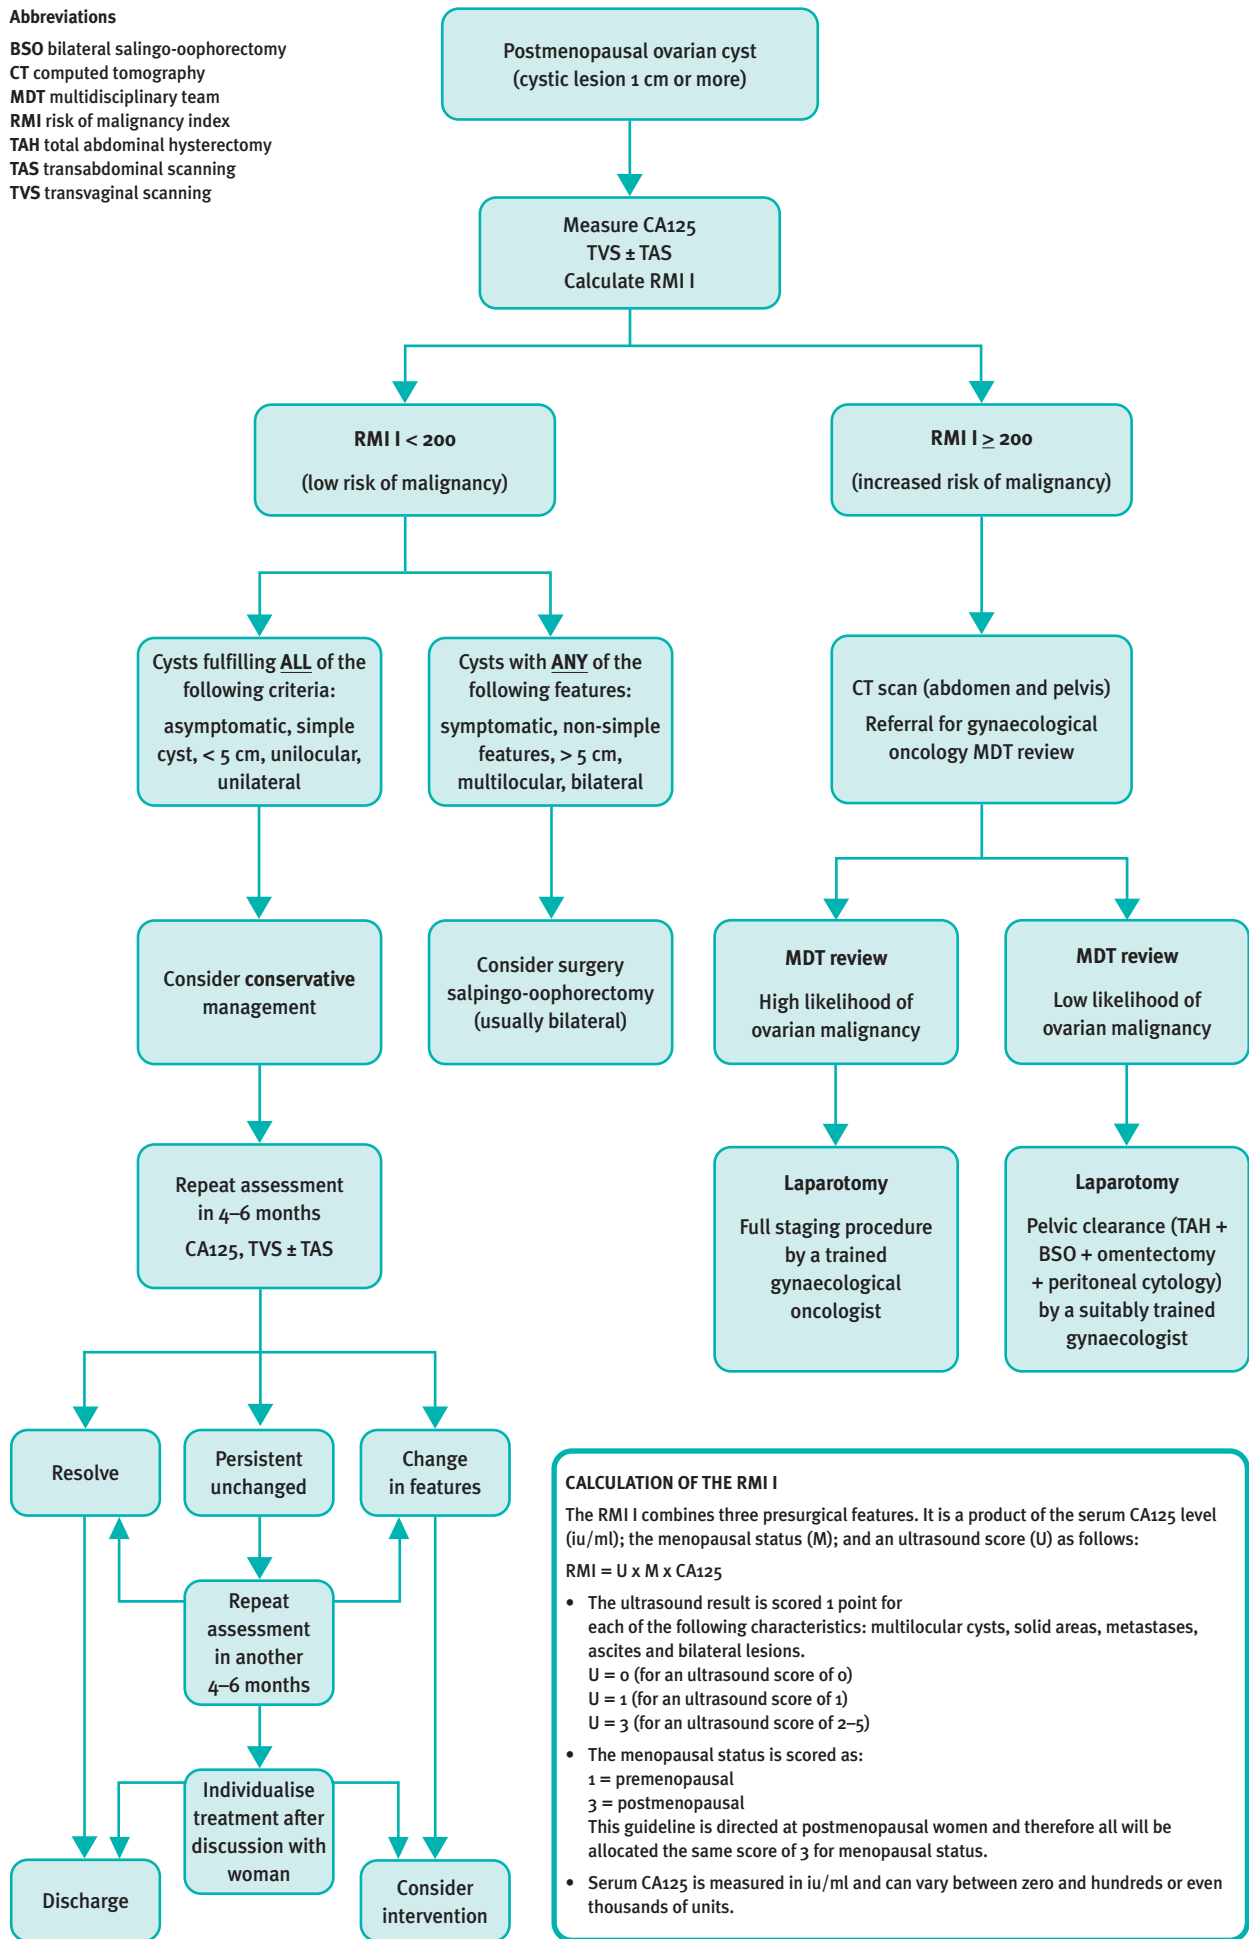 Abbreviations
BSO bilateral salingo-oophorectomy
CT computed tomography
MDT multidisciplinary team
RMI risk of malignancy index
TAH total abdominal hysterectomy
TAS transabdominal scanning
TVS transvaginal scanning
Postmenopausal ovarian cyst
(cystic lesion 1 cm or more)
Measure CA125
TVS ± TAS
Calculate RMI I
RMI I < 200
(low risk of malignancy)
RMI I ≥ 200
(increased risk of malignancy)
Cysts fulfilling ALL of the
following criteria:
asymptomatic, simple
cyst, < 5 cm, unilocular,
unilateral
Cysts with ANY of the
following features:
symptomatic, non-simple
features, > 5 cm,
multilocular, bilateral
CT scan (abdomen and pelvis)
Referral for gynaecological
oncology MDT review
Consider conservative
management
Consider surgery
salpingo-oophorectomy
(usually bilateral)
MDT review
High likelihood of
ovarian malignancy
MDT review
Low likelihood of
ovarian malignancy
Repeat assessment
in 4–6 months
CA125, TVS ± TAS
Laparotomy
Full staging procedure
by a trained
gynaecological
oncologist
Laparotomy
Pelvic clearance (TAH +
BSO + omentectomy
+ peritoneal cytology)
by a suitably trained
gynaecologist
Resolve
Persistent
unchanged
Change
in features
Repeat
assessment
in another
4–6 months
Individualise
treatment after
discussion with
woman
Discharge
Consider
intervention
CALCULATION OF THE RMI I
The RMI I combines three presurgical features. It is a product of the serum CA125 level
(iu/ml); the menopausal status (M); and an ultrasound score (U) as follows:
RMI = U x M x CA125
• The ultrasound result is scored 1 point for
each of the following characteristics: multilocular cysts, solid areas, metastases,
ascites and bilateral lesions.
U = 0 (for an ultrasound score of 0)
U = 1 (for an ultrasound score of 1)
U = 3 (for an ultrasound score of 2–5)
• The menopausal status is scored as:
1 = premenopausal
3 = postmenopausal
This guideline is directed at postmenopausal women and therefore all will be
allocated the same score of 3 for menopausal status.
• Serum CA125 is measured in iu/ml and can vary between zero and hundreds or even
thousands of units.